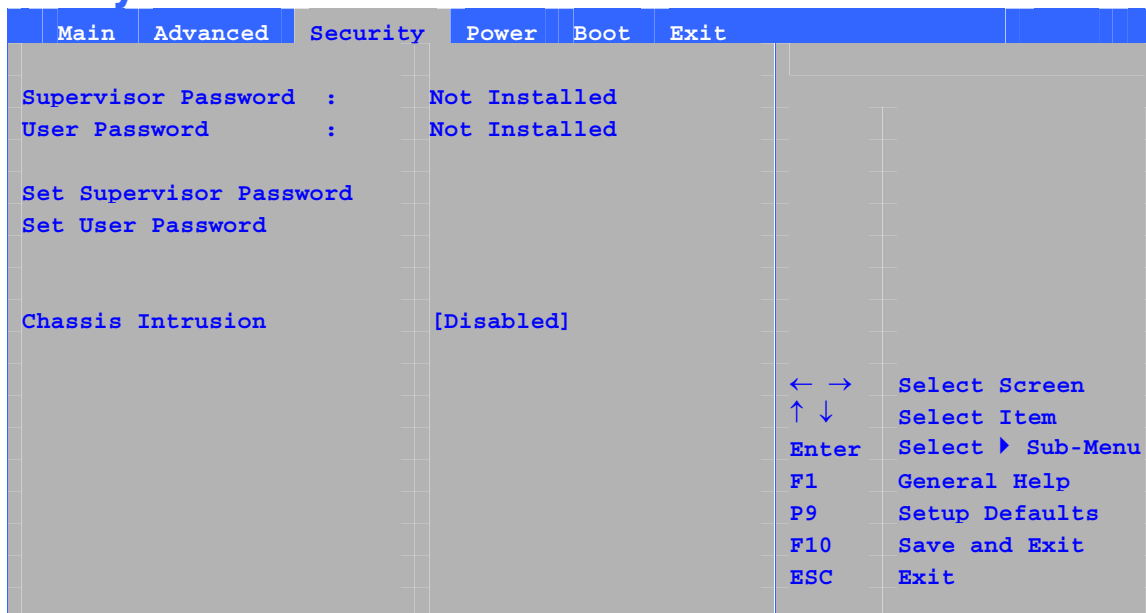 Main Advanced Security Power Boot Exit
Supervisor Password : Not Installed
User Password : Not Installed
Set Supervisor Password
Set User Password
Chassis Intrusion [Disabled]
← → Select Screen
↑ ↓ Select Item
Enter Select ▶ Sub-Menu
F1 General Help
P9 Setup Defaults
F10 Save and Exit
ESC Exit